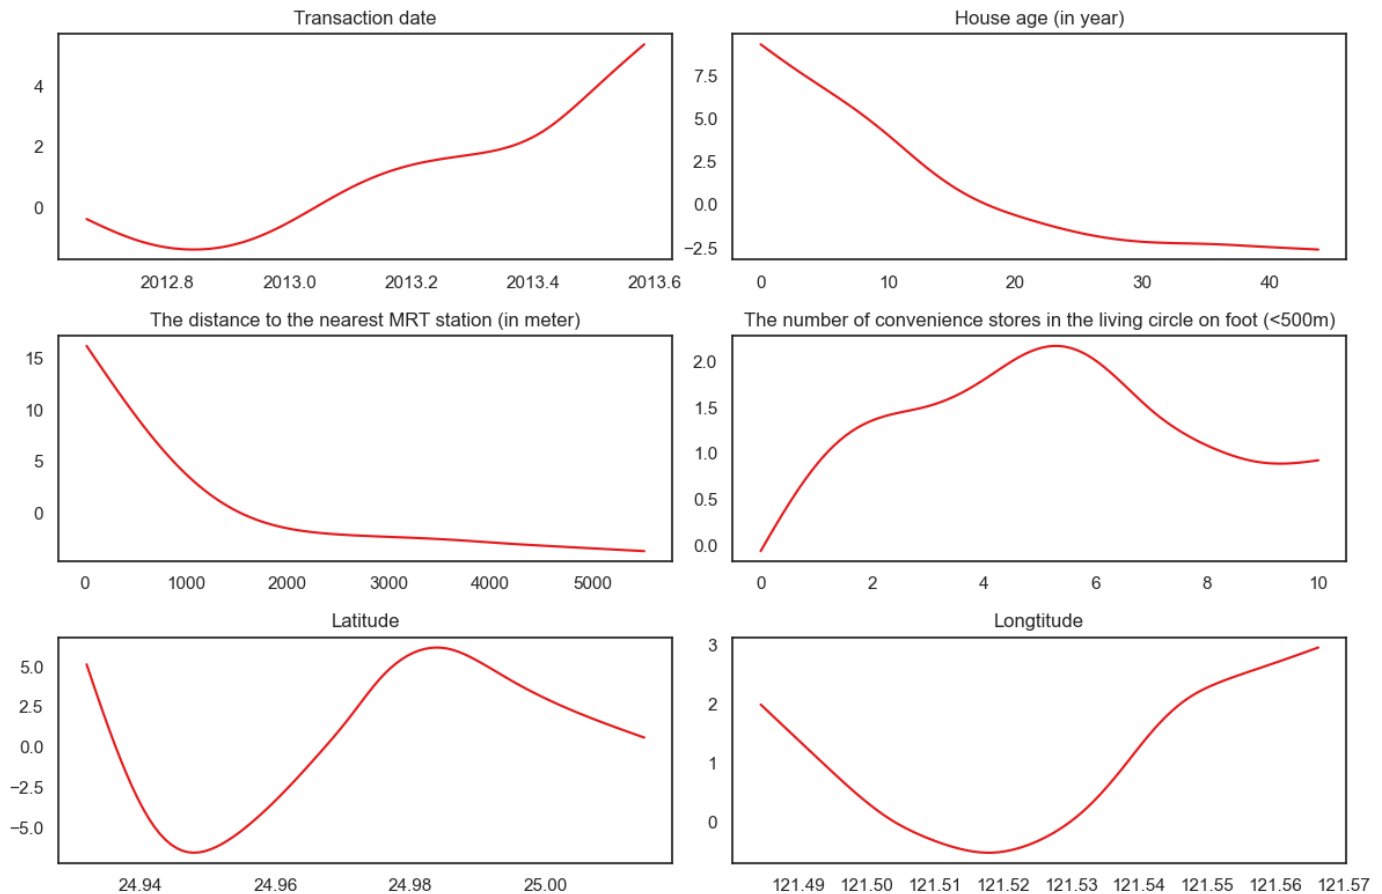 Transaction date
4
2
0
2012.8 2013.0 2013.2 2013.4 2013.6
House age (in year)
7.5
5.0
2.5
0.0
−2.5
0 10 20 30 40
The distance to the nearest MRT station (in meter)
15
10
5
0
0 1000 2000 3000 4000 5000
The number of convenience stores in the living circle on foot (<500m)
2.0
1.5
1.0
0.5
0.0
0 2 4 6 8 10
Latitude
5.0
2.5
0.0
−2.5
−5.0
24.94 24.96 24.98 25.00
Longtitude
3
2
1
0
121.49 121.50 121.51 121.52 121.53 121.54 121.55 121.56 121.57